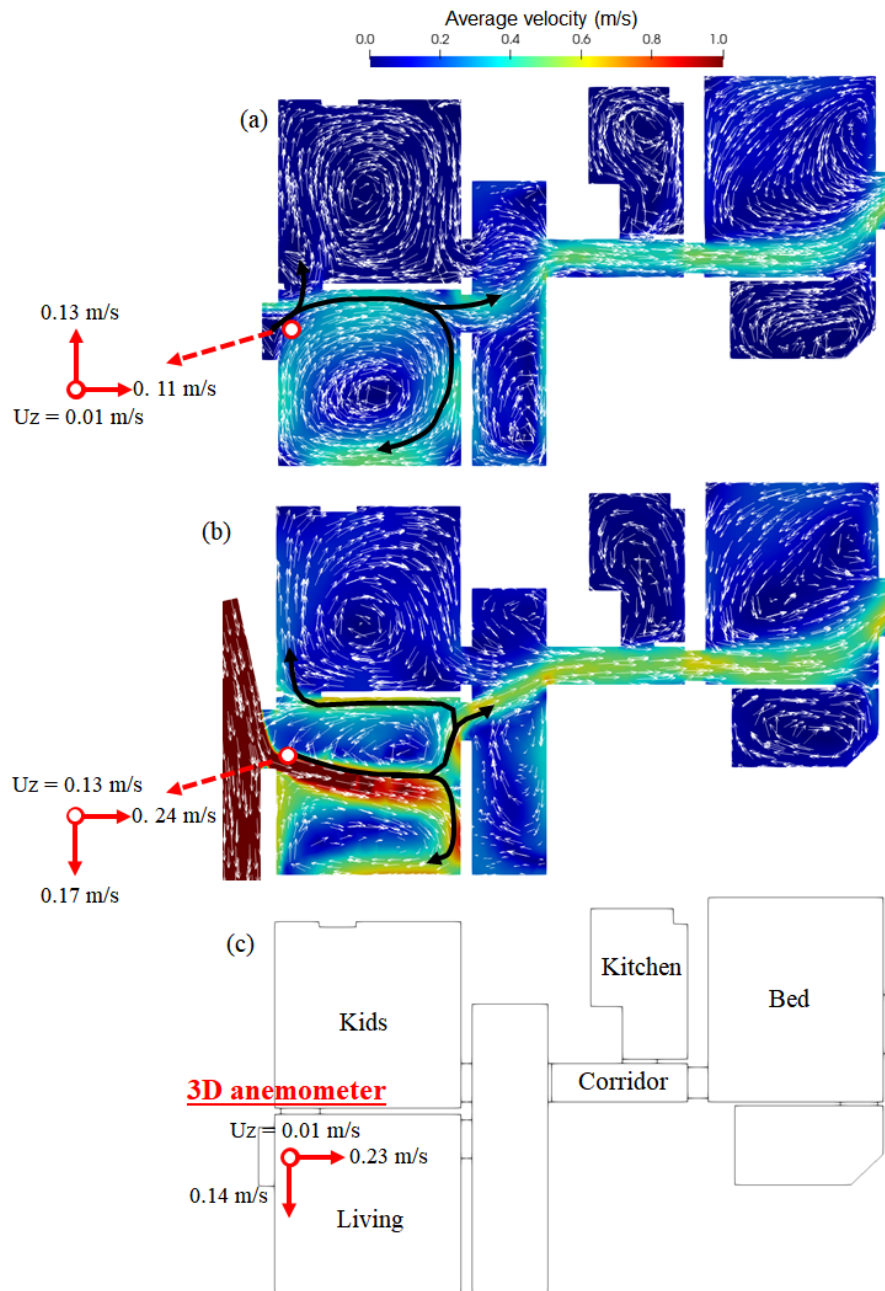 Average velocity (m/s)
0.0 0.2 0.4 0.6 0.8 1.0
(a)
0.13 m/s
0. 11 m/s
Uz = 0.01 m/s
(b)
Uz = 0.13 m/s
0. 24 m/s
0.17 m/s
(c)
Kitchen
Bed
Kids
Corridor
3D anemometer
Uz = 0.01 m/s
0.23 m/s
0.14 m/s
Living